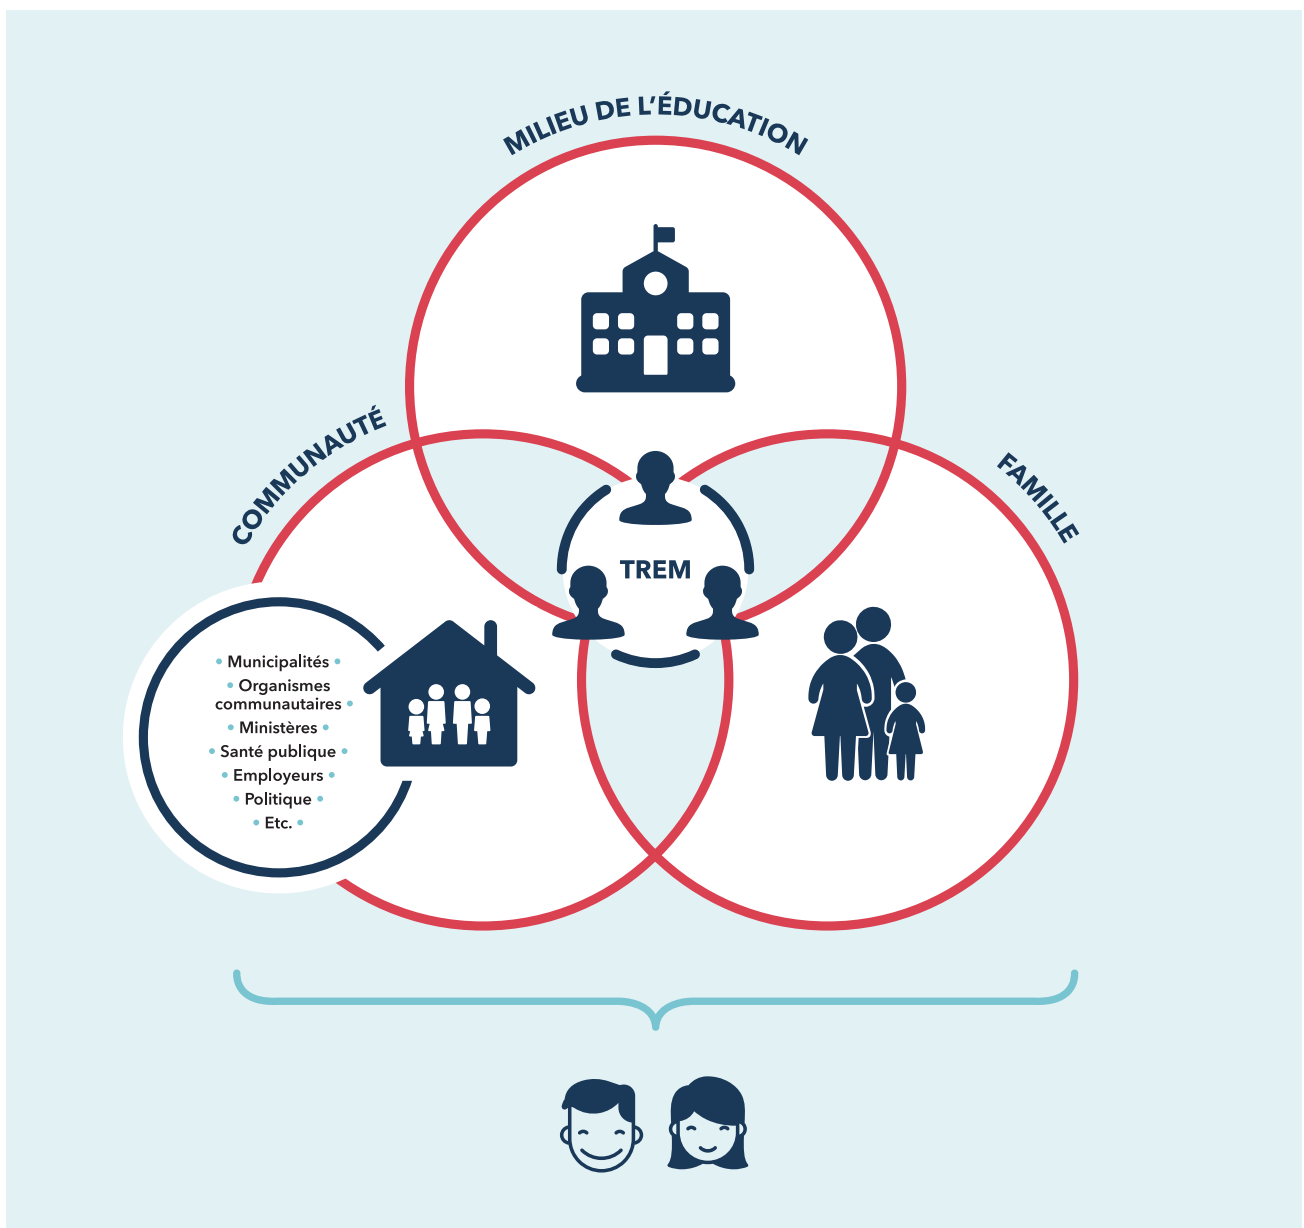 MILIEU DE L'ÉDUCATION
COMMUNAUTÉ
FAMILLE
TREM
• Municipalités •
• Organismes
communautaires •
• Ministères •
• Santé publique •
• Employeurs •
• Politique •
• Etc. •